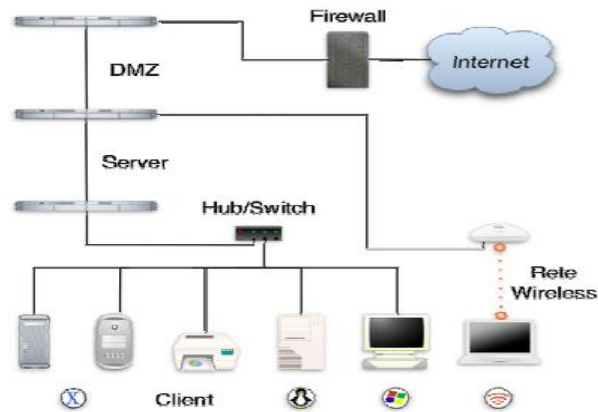 Firewall
Internet
DMZ
Server
Hub/Switch
Rete
Wireless
X
Client